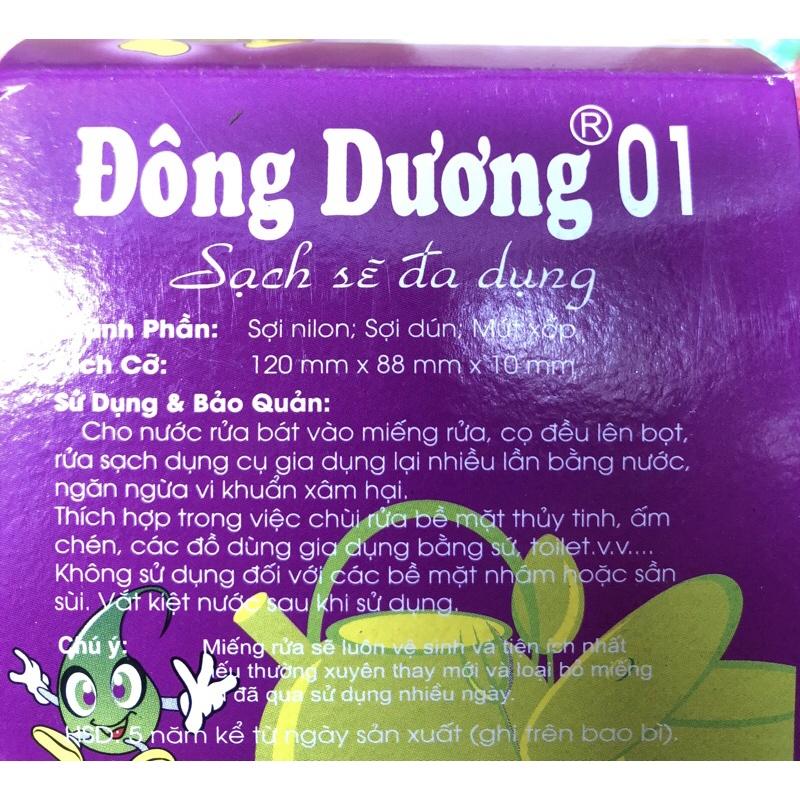 Đông Dương® 01
Sạch sẽ đa dụng
Thành Phần: Sợi nilon; Sợi dún; Mút xốp
Kích Cỡ: 120 mm x 88 mm x 10 mm
Sử Dụng & Bảo Quản:
Cho nước rửa bát vào miếng rửa, cọ đều lên bọt,
rửa sạch dụng cụ gia dụng lại nhiều lần bằng nước,
ngăn ngừa vi khuẩn xâm hại.
Thích hợp trong việc chùi rửa bề mặt thủy tinh, ấm
chén, các đồ dùng gia dụng bằng sứ, toilet.v.v....
Không sử dụng đối với các bề mặt nhám hoặc sần
sùi. Vắt kiệt nước sau khi sử dụng.
Chú ý: Miếng rửa sẽ luôn vệ sinh và tiện ích nhất
nếu thường xuyên thay mới và loại bỏ miếng
đã qua sử dụng nhiều ngày.
HSD: 5 năm kể từ ngày sản xuất (ghi trên bao bì).